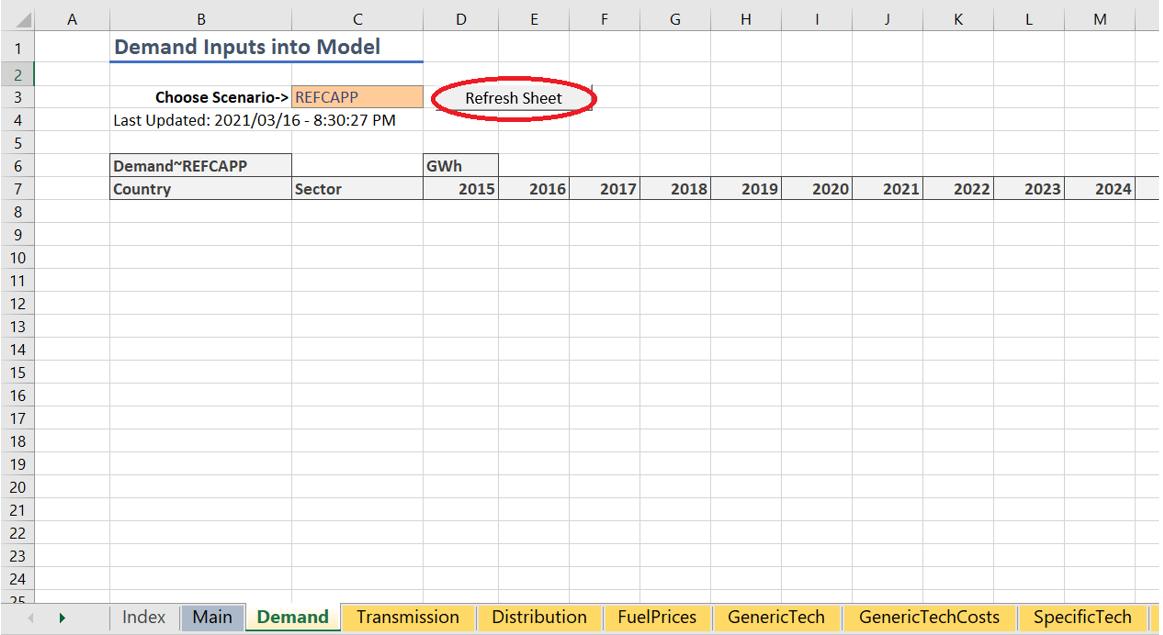 A B C D E F G H I J K L M
1 Demand Inputs into Model
2
3 Choose Scenario-> REFCAPP Refresh Sheet
4 Last Updated: 2021/03/16 - 8:30:27 PM
5
6 Demand~REFCAPP GWh
7 Country Sector 2015 2016 2017 2018 2019 2020 2021 2022 2023 2024
8
9
10
11
12
13
14
15
16
17
18
19
20
21
22
23
24
25
Index Main Demand Transmission Distribution FuelPrices GenericTech GenericTechCosts SpecificTech